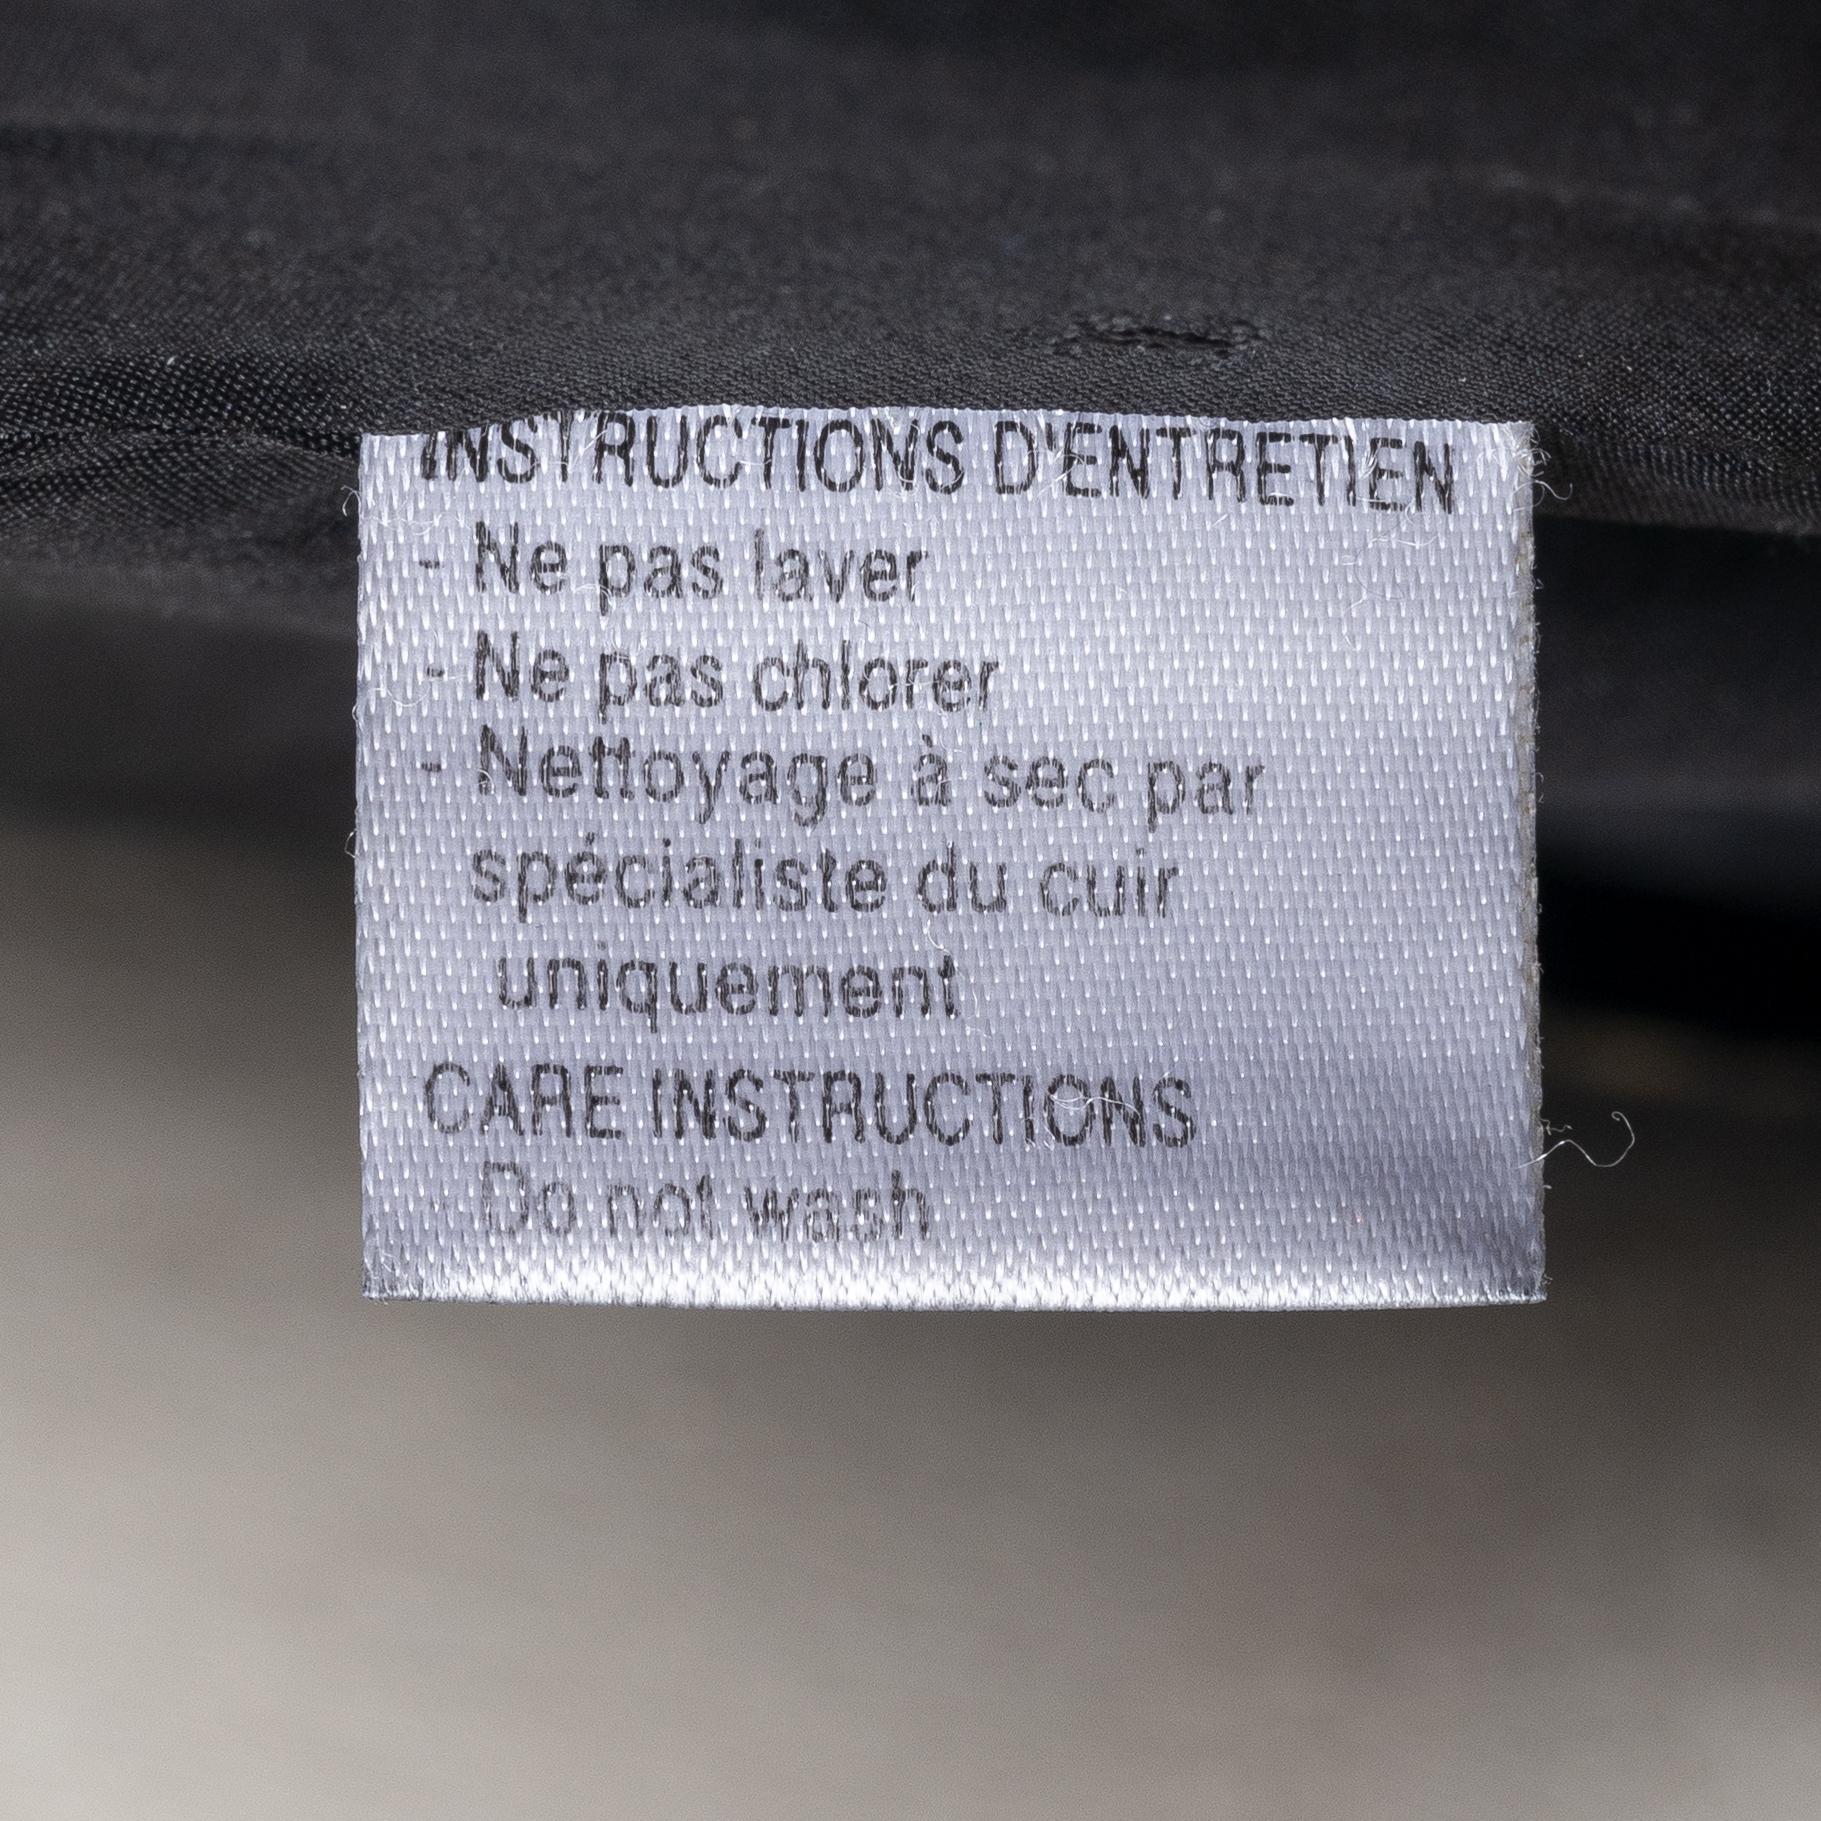 INSTRUCTIONS D'ENTRETIEN
- Ne pas laver
- Ne pas chlorer
- Nettoyage à sec par
spécialiste du cuir
uniquement
CARE INSTRUCTIONS
Do not wash